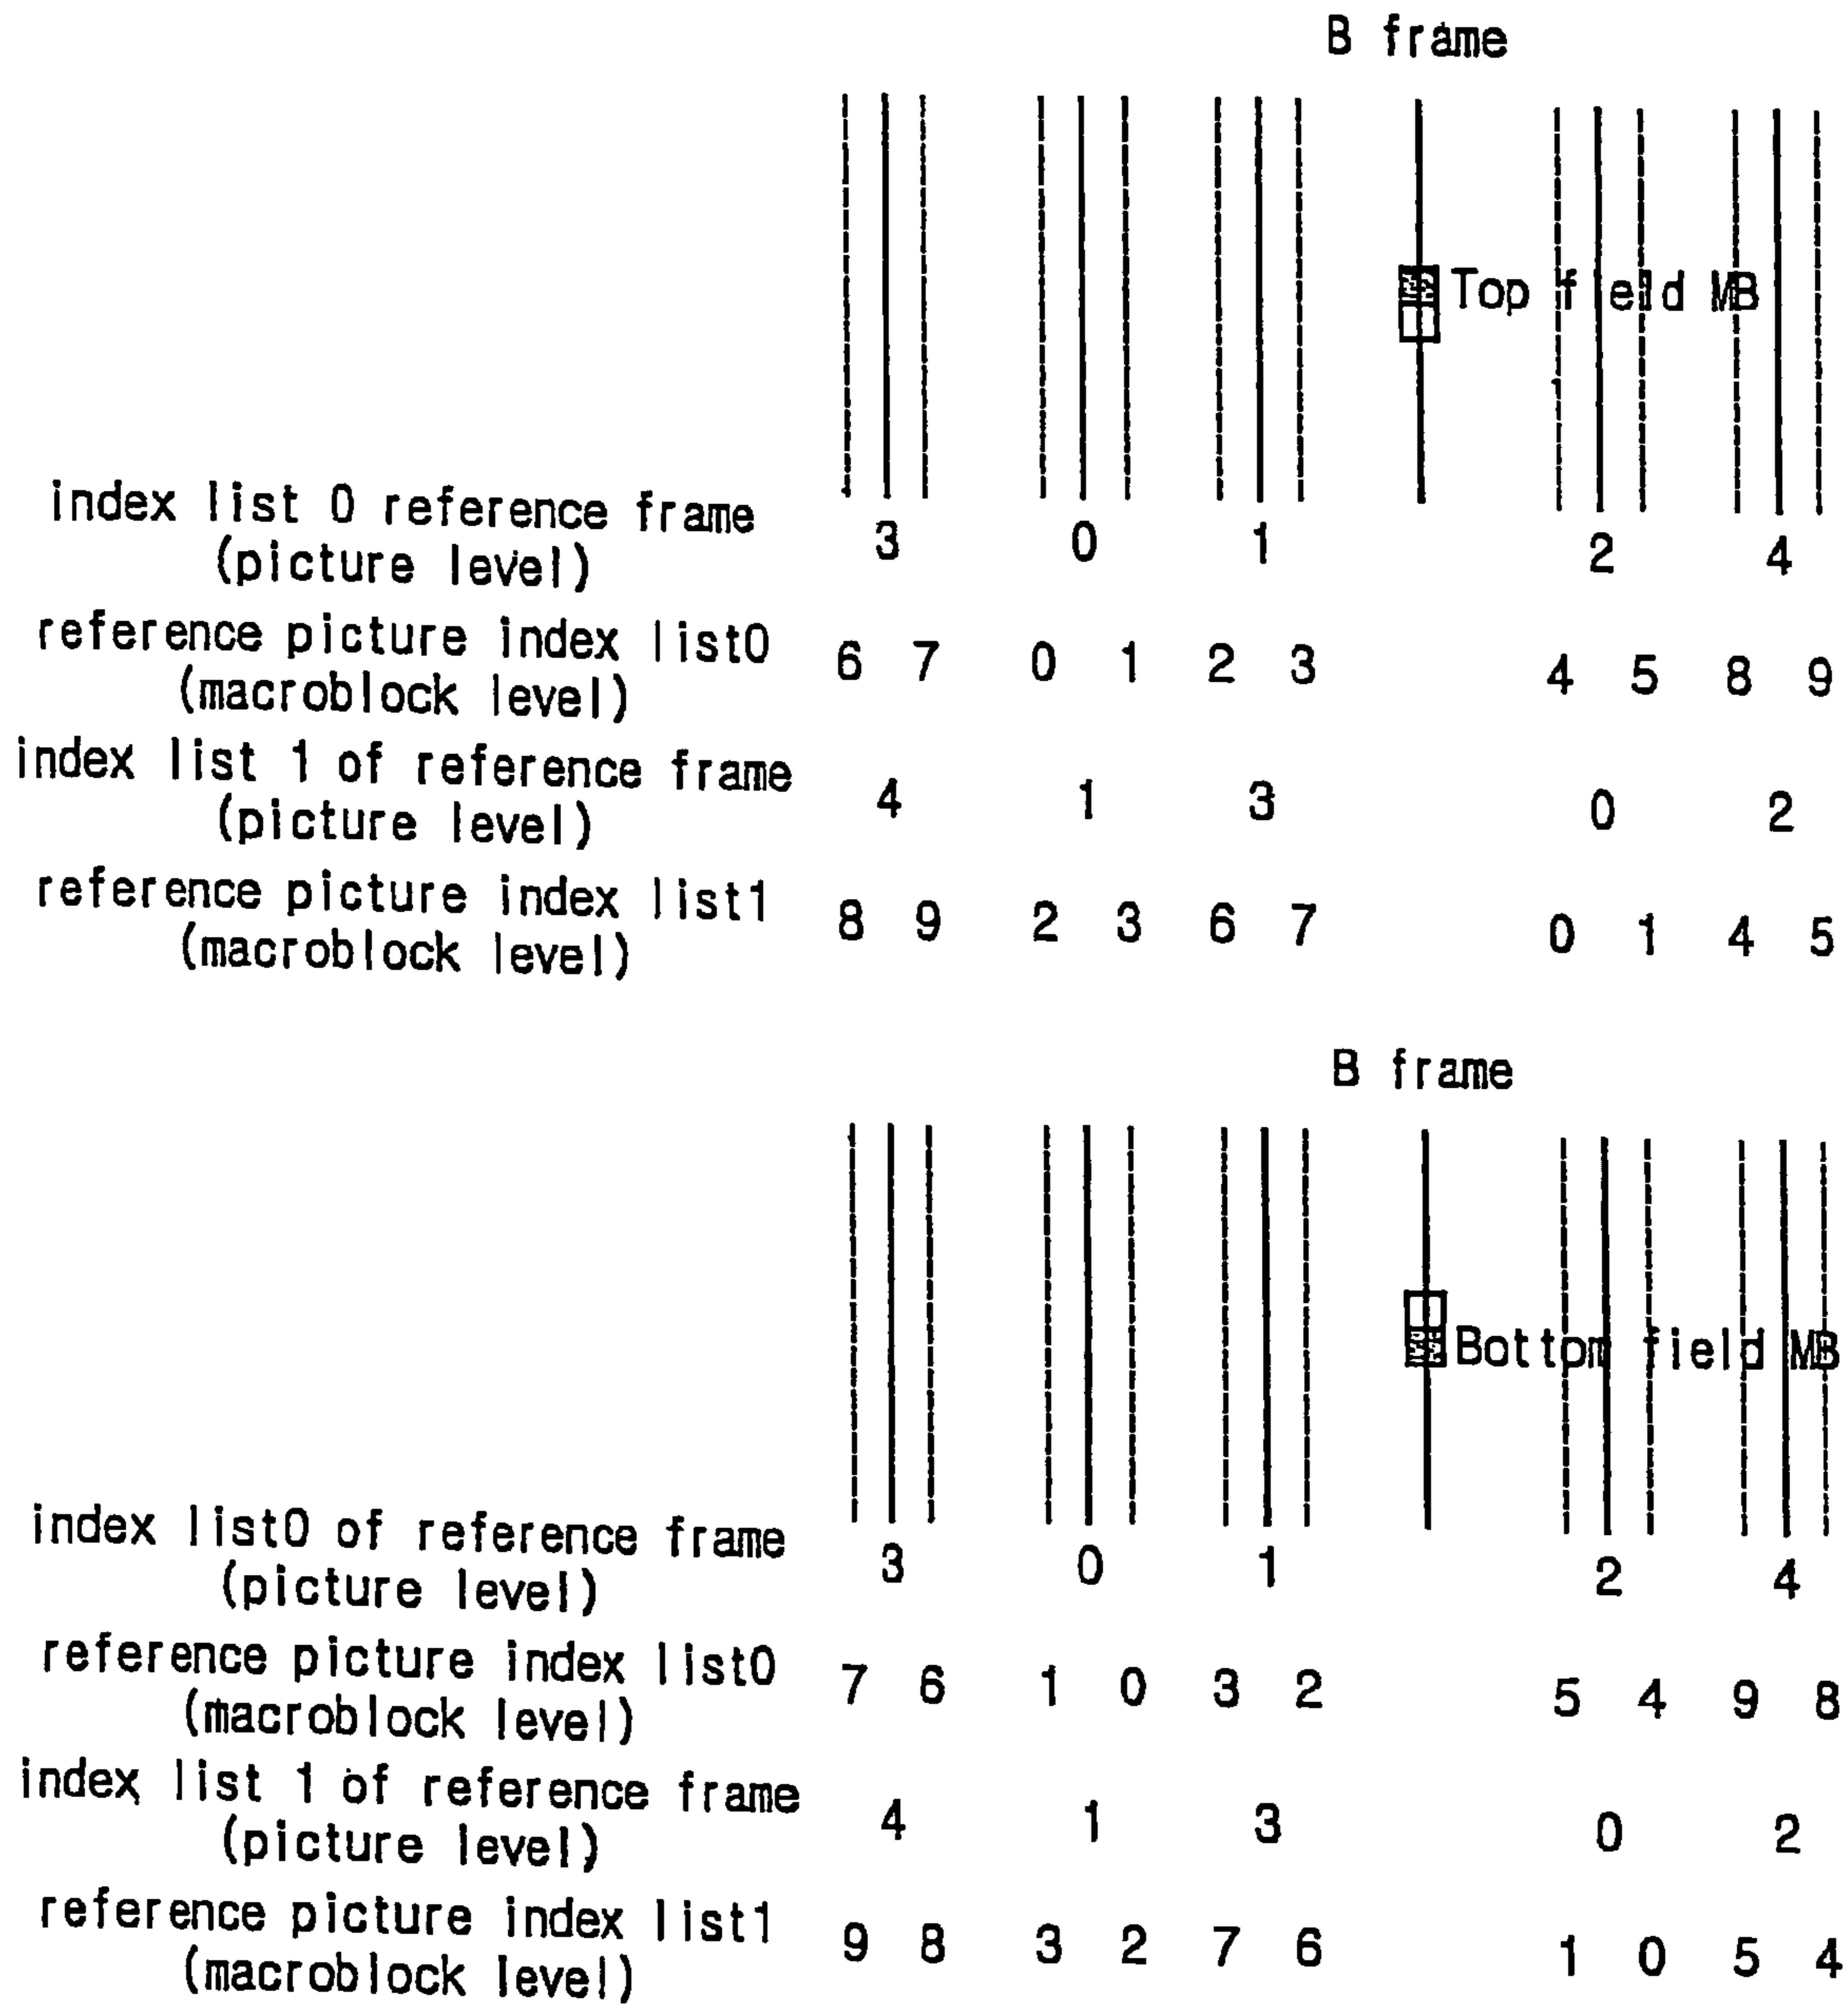 B frame
Top field MB
index list 0 reference frame
(picture level)
3 0 1 2 4
reference picture index list0
(macroblock level)
6 7 0 1 2 3 4 5 8 9
index list 1 of reference frame
(picture level)
4 1 3 0 2
reference picture index list1
(macroblock level)
8 9 2 3 6 7 0 1 4 5
B frame
Bottom field MB
index list0 of reference frame
(picture level)
3 0 1 2 4
reference picture index list0
(macroblock level)
7 6 1 0 3 2 5 4 9 8
index list 1 of reference frame
(picture level)
4 1 3 0 2
reference picture index list1
(macroblock level)
9 8 3 2 7 6 1 0 5 4